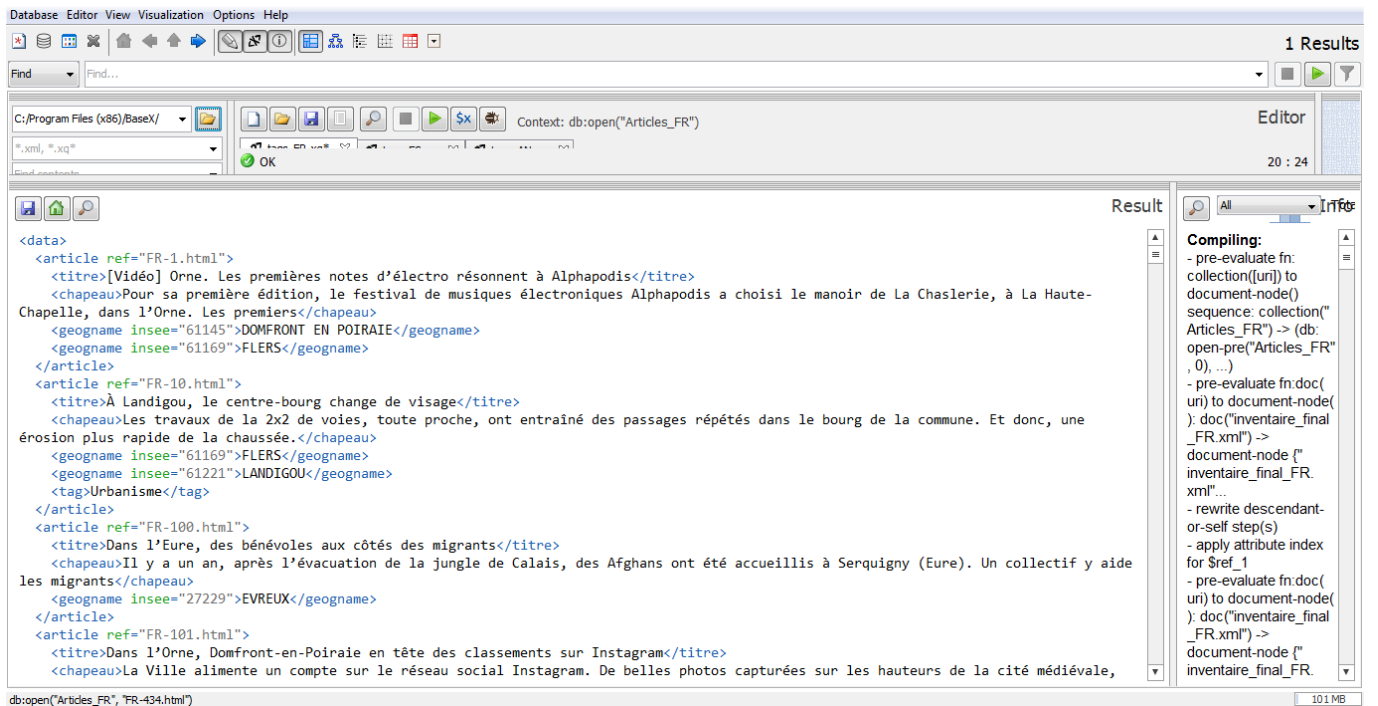 Database Editor View Visualization Options Help
1 Results
Find Find...
C:/Program Files (x86)/BaseX/
$x Context: db:open("Articles_FR") Editor
*.xml, *.xq*
OK 20 : 24
Find contents
Result
All Info
<data>
<article ref="FR-1.html">
<titre>[Vidéo] Orne. Les premières notes d’électro résonnent à Alphapodis</titre>
<chapeau>Pour sa première édition, le festival de musiques électroniques Alphapodis a choisi le manoir de La Chaslerie, à La Haute-
Chapelle, dans l’Orne. Les premiers</chapeau>
<geogname insee="61145">DOMFRONT EN POIRAIE</geogname>
<geogname insee="61169">FLERS</geogname>
</article>
<article ref="FR-10.html">
<titre>À Landigou, le centre-bourg change de visage</titre>
<chapeau>Les travaux de la 2x2 de voies, toute proche, ont entraîné des passages répétés dans le bourg de la commune. Et donc, une
érosion plus rapide de la chaussée.</chapeau>
<geogname insee="61169">FLERS</geogname>
<geogname insee="61221">LANDIGOU</geogname>
<tag>Urbanisme</tag>
</article>
<article ref="FR-100.html">
<titre>Dans l’Eure, des bénévoles aux côtés des migrants</titre>
<chapeau>Il y a un an, après l’évacuation de la jungle de Calais, des Afghans ont été accueillis à Serquigny (Eure). Un collectif y aide
les migrants</chapeau>
<geogname insee="27229">EVREUX</geogname>
</article>
<article ref="FR-101.html">
<titre>Dans l’Orne, Domfront-en-Poiraie en tête des classements sur Instagram</titre>
<chapeau>La Ville alimente un compte sur le réseau social Instagram. De belles photos capturées sur les hauteurs de la cité médiévale,
Compiling:
- pre-evaluate fn:
collection([uri]) to
document-node()
sequence: collection("
Articles_FR") -> (db:
open-pre("Articles_FR"
, 0), ...)
- pre-evaluate fn:doc(
uri) to document-node(
): doc("inventaire_final
_FR.xml") ->
document-node {"
inventaire_final_FR.
xml"...
- rewrite descendant-
or-self step(s)
- apply attribute index
for $ref_1
- pre-evaluate fn:doc(
uri) to document-node(
): doc("inventaire_final
_FR.xml") ->
document-node {"
inventaire_final_FR.
db:open("Articles_FR", "FR-434.html") 101 MB